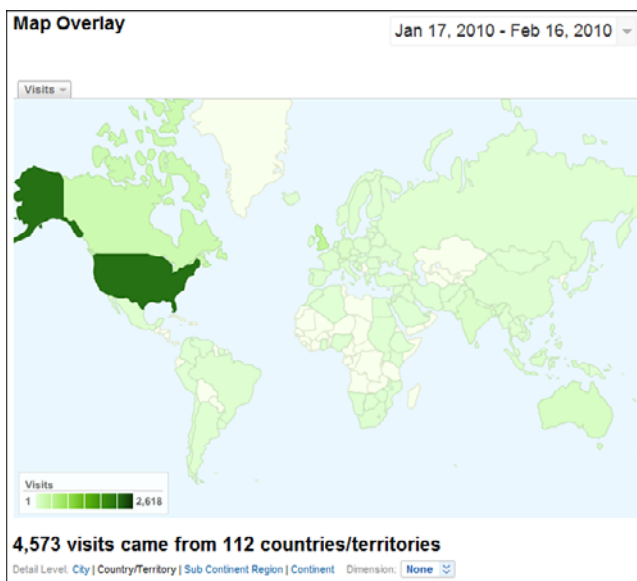 Map Overlay
Jan 17, 2010 - Feb 16, 2010
Visits
Visits
1 2,618
4,573 visits came from 112 countries/territories
Detail Level: City | Country/Territory | Sub Continent Region | Continent Dimension: None